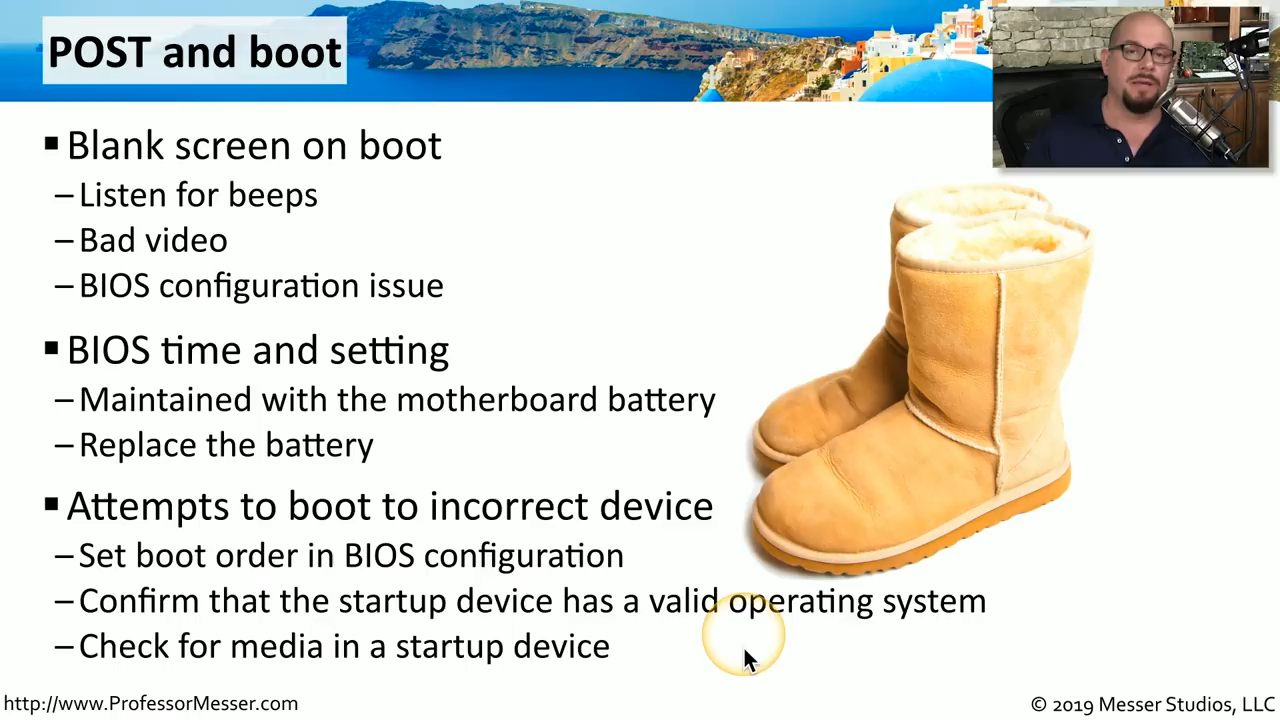 POST and boot
▪ Blank screen on boot
– Listen for beeps
– Bad video
– BIOS configuration issue
▪ BIOS time and setting
– Maintained with the motherboard battery
– Replace the battery
▪ Attempts to boot to incorrect device
– Set boot order in BIOS configuration
– Confirm that the startup device has a valid operating system
– Check for media in a startup device
http://www.ProfessorMesser.com
© 2019 Messer Studios, LLC